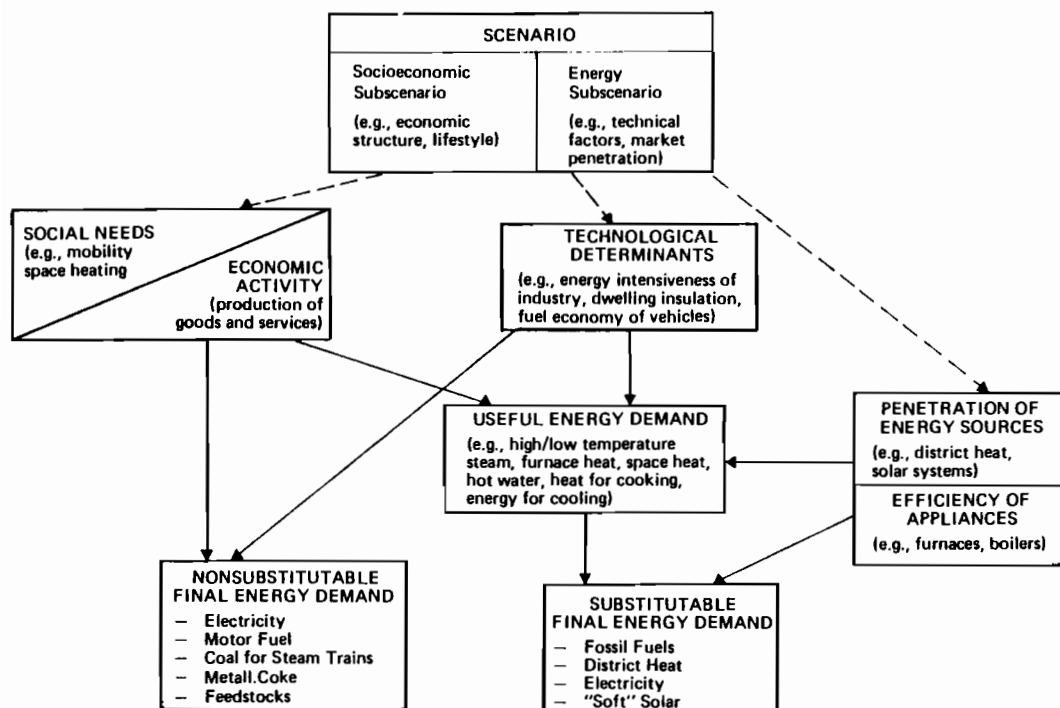 SCENARIO
Socioeconomic
Subscenario
(e.g., economic
structure, lifestyle)
Energy
Subscenario
(e.g., technical
factors, market
penetration)
SOCIAL NEEDS
(e.g., mobility
space heating
ECONOMIC
ACTIVITY
(production of
goods and services)
TECHNOLOGICAL
DETERMINANTS
(e.g., energy intensiveness of
industry, dwelling insulation,
fuel economy of vehicles)
USEFUL ENERGY DEMAND
(e.g., high/low temperature
steam, furnace heat, space heat,
hot water, heat for cooking,
energy for cooling)
PENETRATION OF
ENERGY SOURCES
(e.g., district heat,
solar systems)
EFFICIENCY OF
APPLIANCES
(e.g., furnaces, boilers)
NONSUBSTITUTABLE
FINAL ENERGY DEMAND
– Electricity
– Motor Fuel
– Coal for Steam Trains
– Metall.Coke
– Feedstocks
SUBSTITUTABLE
FINAL ENERGY DEMAND
– Fossil Fuels
– District Heat
– Electricity
– "Soft" Solar